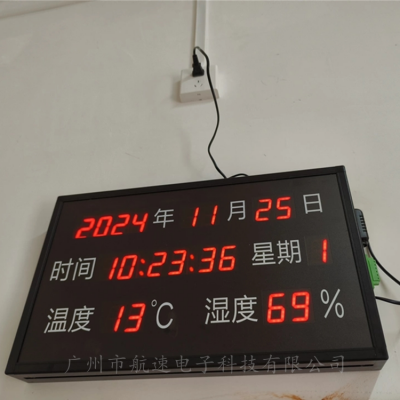 2024年11月25日
时间 10:23:36 星期 1
温度 13℃ 湿度 69%
广州市航速电子科技有限公司